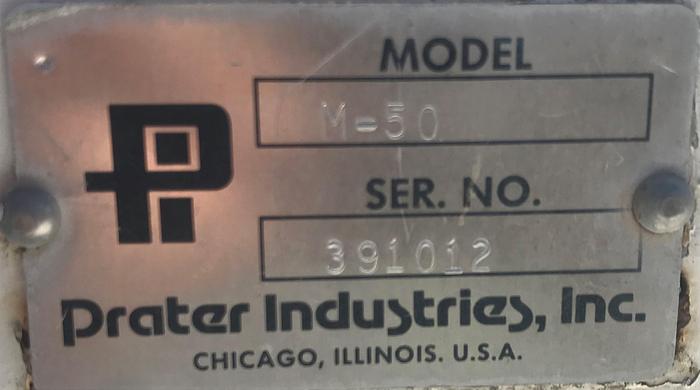 MODEL
M-50
SER. NO.
391012
Prater Industries, Inc.
CHICAGO, ILLINOIS. U.S.A.